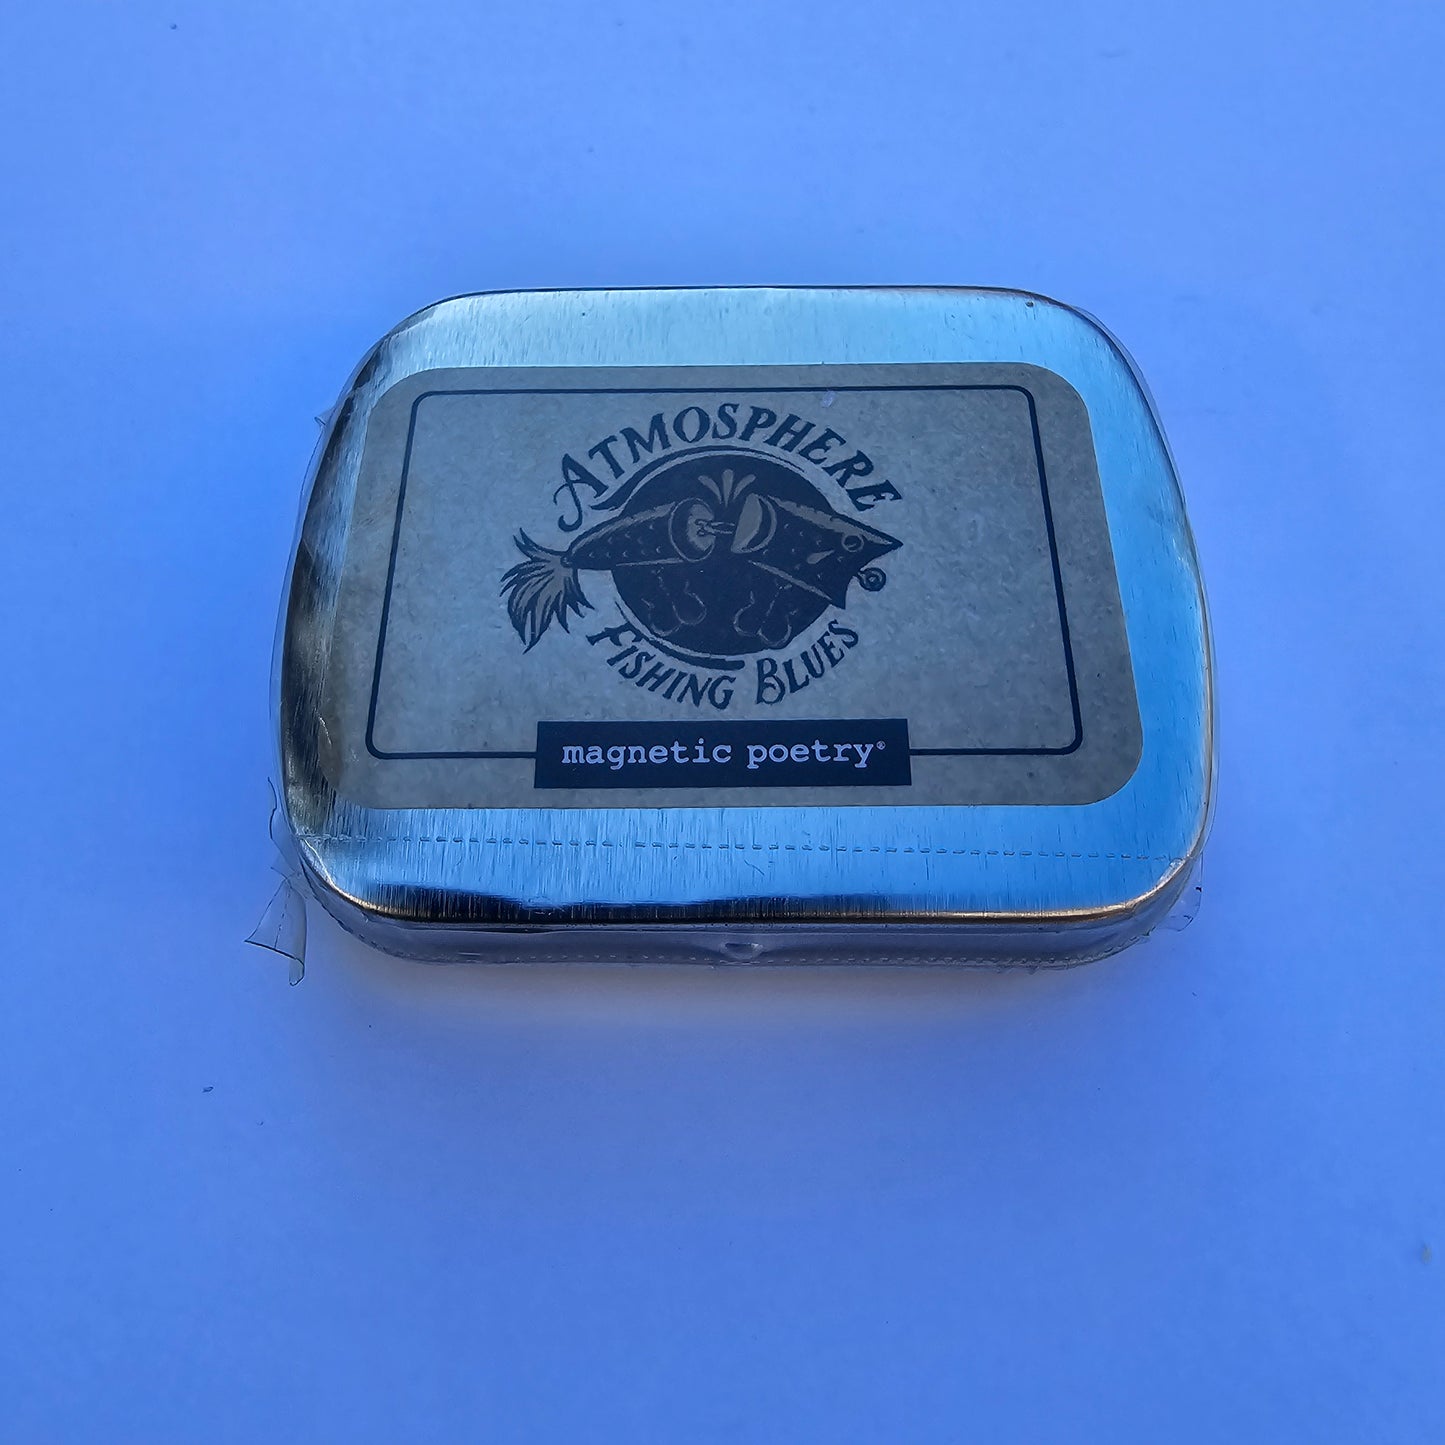 ATMOSPHERE
FISHING BLUES
magnetic poetry®